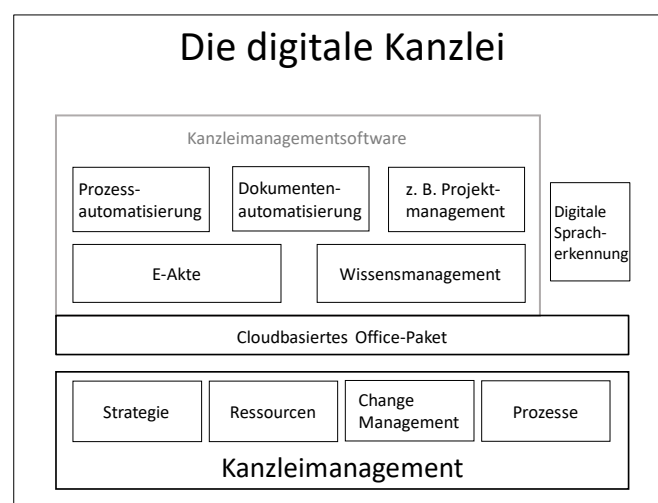 Die digitale Kanzlei
Kanzleimanagementsoftware
Prozess-
automatisierung
Dokumenten-
automatisierung
z. B. Projekt-
management
Digitale
Sprach-
erkennung
E-Akte
Wissensmanagement
Cloudbasiertes Office-Paket
Strategie
Ressourcen
Change
Management
Prozesse
Kanzleimanagement